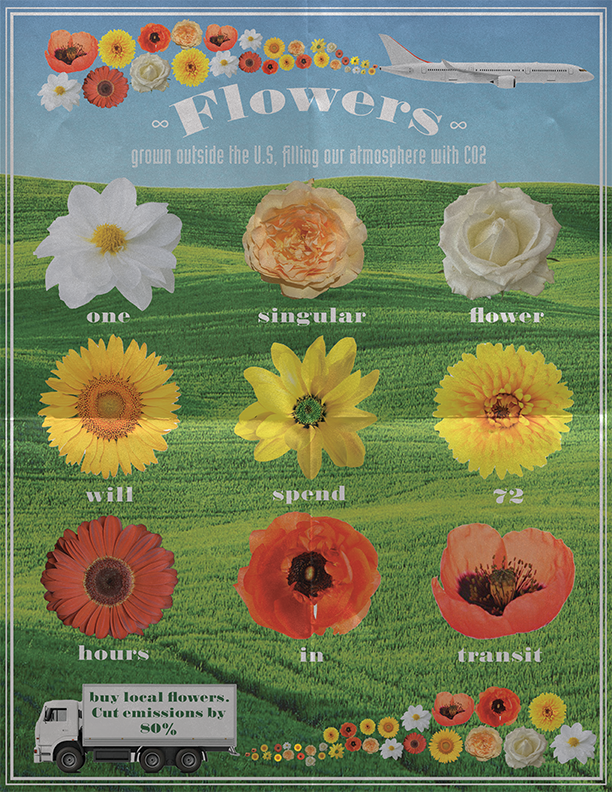 ∞ Flowers ∞
grown outside the U.S, filling our atmosphere with CO2
one singular flower
will spend 72
hours in transit
buy local flowers.
Cut emissions by
80%